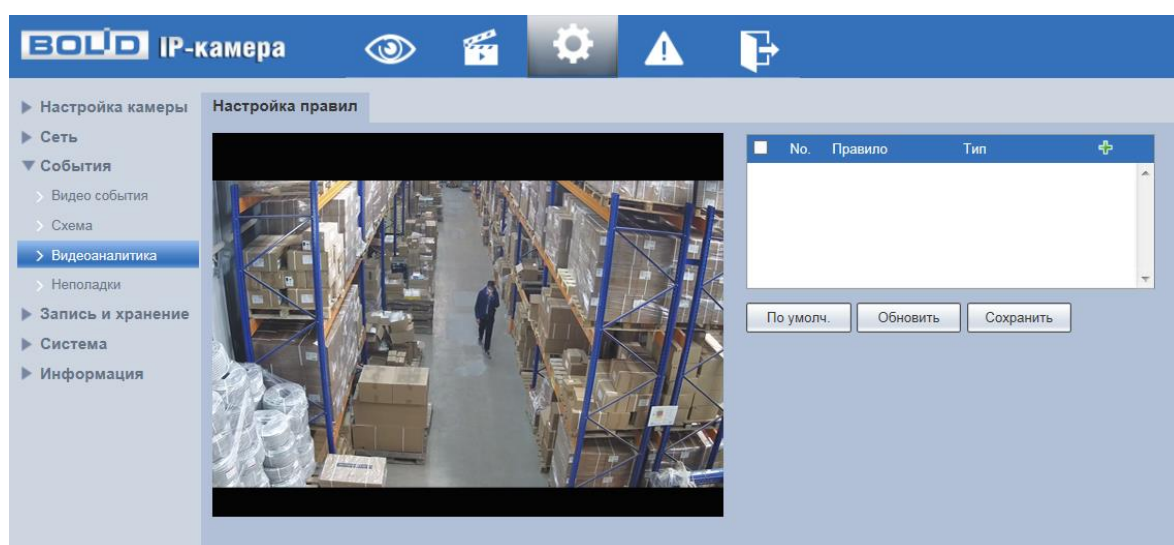 BOLID IP-камера
Настройка камеры
Сеть
События
Видео события
Схема
Видеоаналитика
Неполадки
Запись и хранение
Система
Информация
Настройка правил
No. Правило Тип
По умолч. Обновить Сохранить